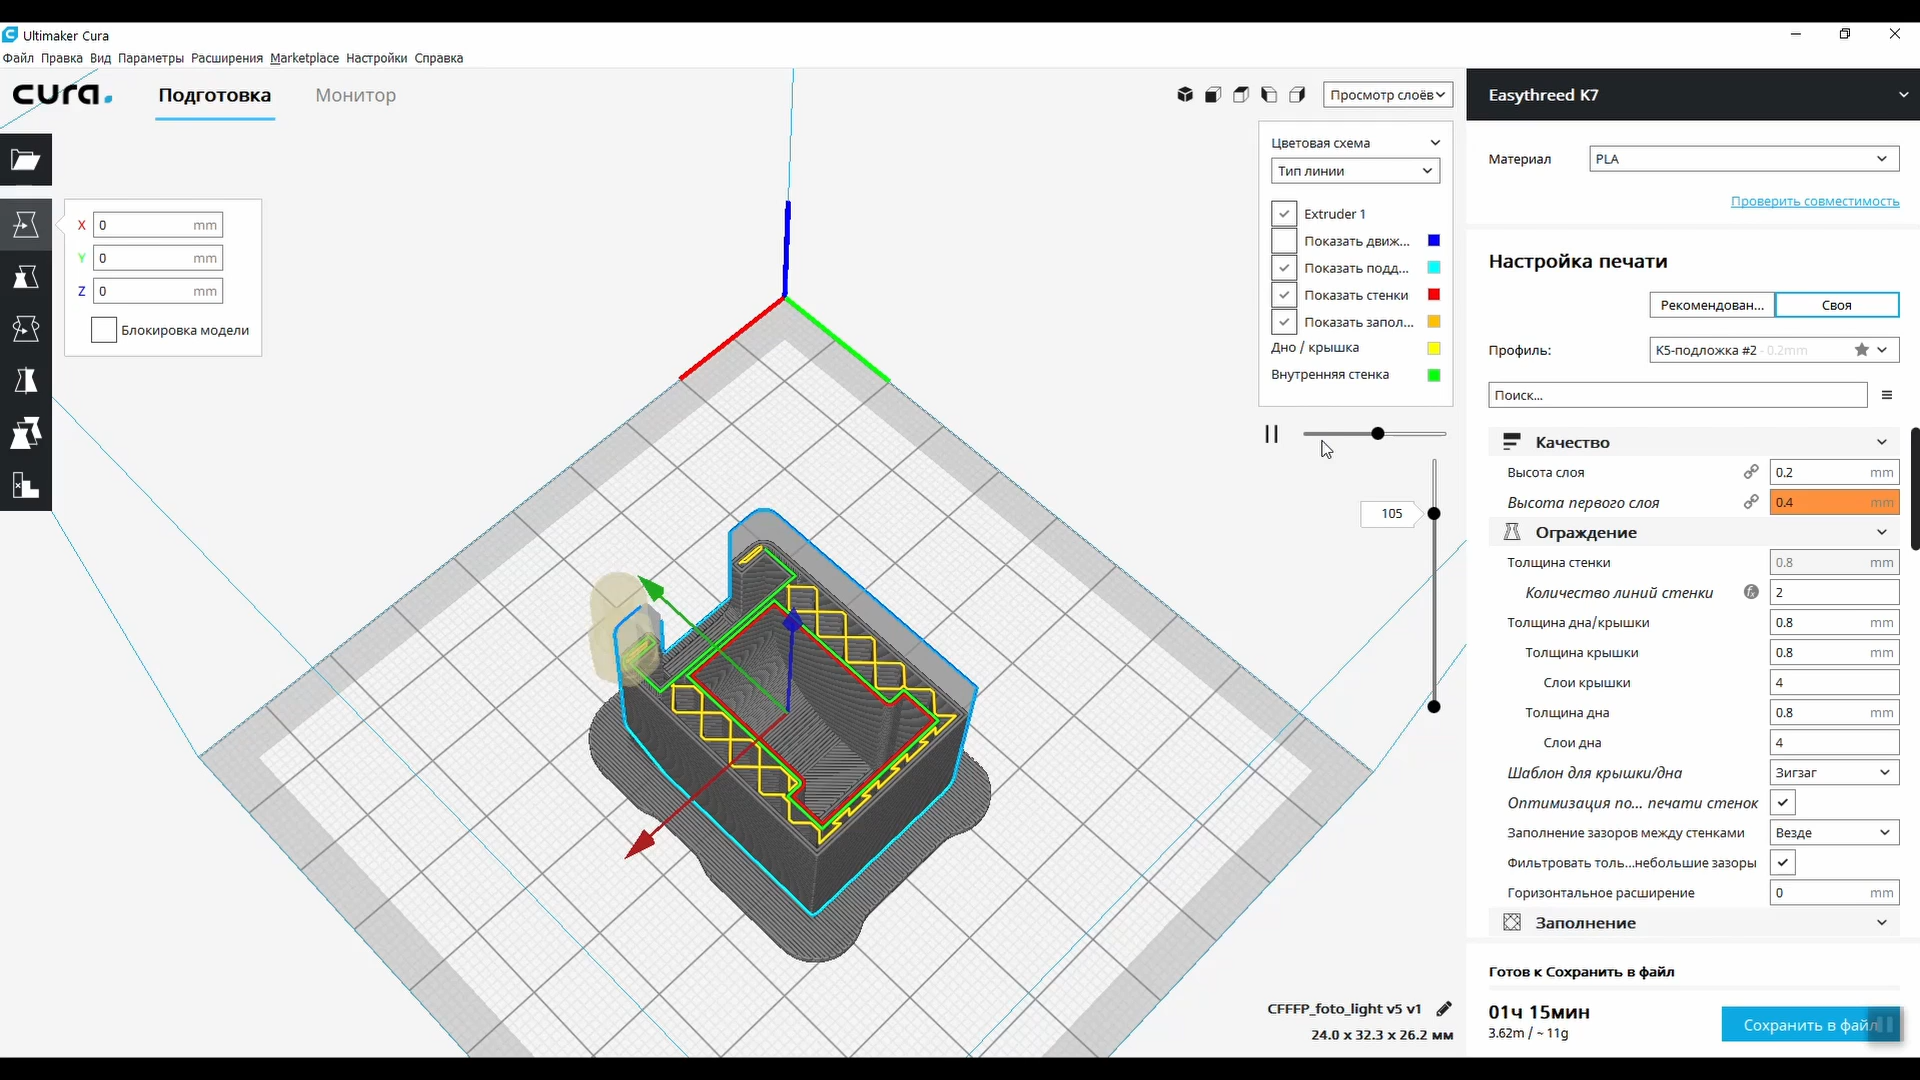 Ultimaker Cura
Файл Правка Вид Параметры Расширения Marketplace Настройки Справка
cura.
Подготовка
Монитор
Просмотр слоёв
Easythreed K7
X 0 mm
Y 0 mm
Z 0 mm
Блокировка модели
Цветовая схема
Тип линии
Extruder 1
Показать движ...
Показать подд...
Показать стенки
Показать запол...
Дно / крышка
Внутренняя стенка
105
Материал PLA
Проверить совместимость
Настройка печати
Рекомендован... Своя
Профиль: K5-подложка #2 - 0.2mm
Поиск...
Качество
Высота слоя 0.2 mm
Высота первого слоя 0.4 mm
Ограждение
Толщина стенки 0.8 mm
Количество линий стенки 2
Толщина дна/крышки 0.8 mm
Толщина крышки 0.8 mm
Слои крышки 4
Толщина дна 0.8 mm
Слои дна 4
Шаблон для крышки/дна Зигзаг
Оптимизация по... печати стенок
Заполнение зазоров между стенками Везде
Фильтровать толь...небольшие зазоры
Горизонтальное расширение 0 mm
Заполнение
Готов к Сохранить в файл
01ч 15мин
3.62m / ~ 11g
Сохранить в файл
CFFFP_foto_light v5 v1
24.0 x 32.3 x 26.2 мм